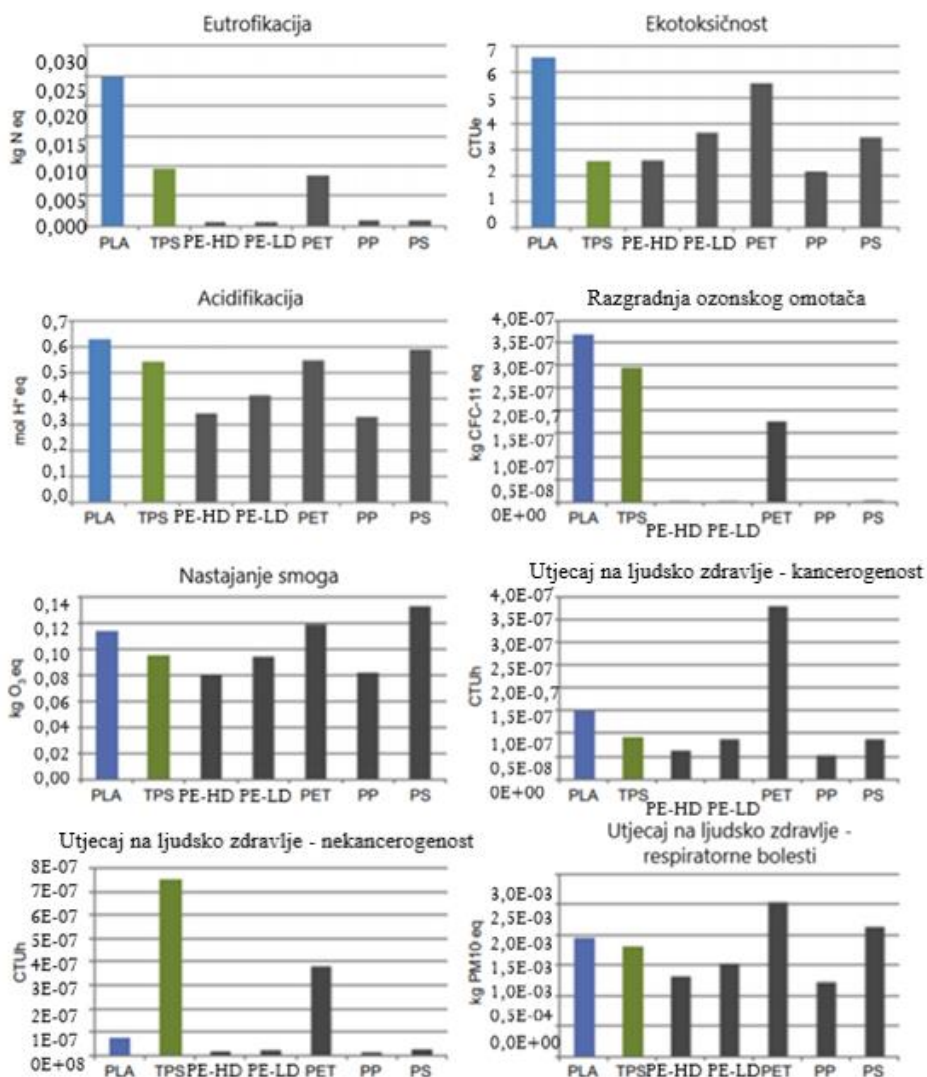 Eutrofikacija
kg N eq
0,030
0,025
0,020
0,015
0,010
0,005
0,000
PLA TPS PE-HD PE-LD PET PP PS
Ekotoksičnost
CTUe
7
6
5
4
3
2
1
0
PLA TPS PE-HD PE-LD PET PP PS
Acidifikacija
mol H⁺ eq
0,7
0,6
0,5
0,4
0,3
0,2
0,1
0,0
PLA TPS PE-HD PE-LD PET PP PS
Razgradnja ozonskog omotača
kg CFC-11 eq
4,0E-07
3,5E-07
3,0E-07
2,5E-07
2,0E-0,7
1,5E-07
1,0E-07
0,5E-08
0E+00
PLA TPS PET PP PS
PE-HD PE-LD
Nastajanje smoga
kg O₃ eq
0,14
0,12
0,10
0,08
0,06
0,04
0,02
0,00
PLA TPS PE-HD PE-LD PET PP PS
Utjecaj na ljudsko zdravlje - kancerogenost
CTUh
4,0E-07
3,5E-07
3,0E-07
2,5E-07
2,0E-0,7
1,5E-07
1,0E-07
0,5E-08
0E+00
PLA TPS PET PP PS
PE-HD PE-LD
Utjecaj na ljudsko zdravlje - nekancerogenost
CTUh
8E-07
7E-07
6E-07
5E-07
4E-07
3E-07
2E-07
1E-07
0E+08
PLA TPS PE-HD PE-LD PET PP PS
Utjecaj na ljudsko zdravlje -
respiratorne bolesti
kg PM10 eq
3,0E-03
2,5E-03
2,0E-03
1,5E-03
1,0E-03
0,5E-04
0,0E+00
PLA TPS PE-HD PE-LD PET PP PS